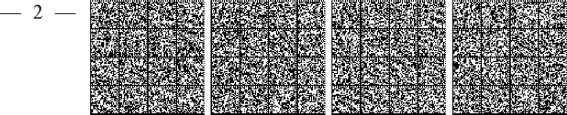 — 2 —